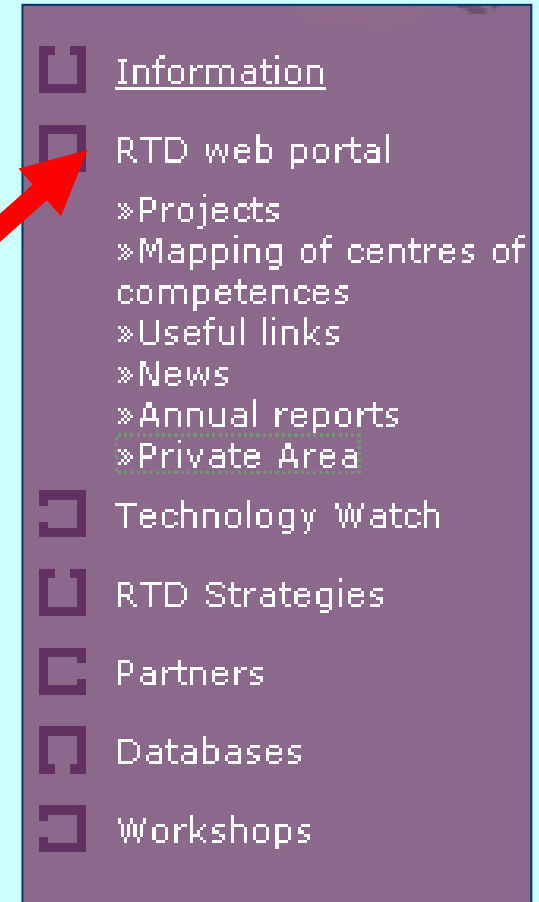 Information
RTD web portal
»Projects
»Mapping of centres of
competences
»Useful links
»News
»Annual reports
»Private Area
Technology Watch
RTD Strategies
Partners
Databases
Workshops